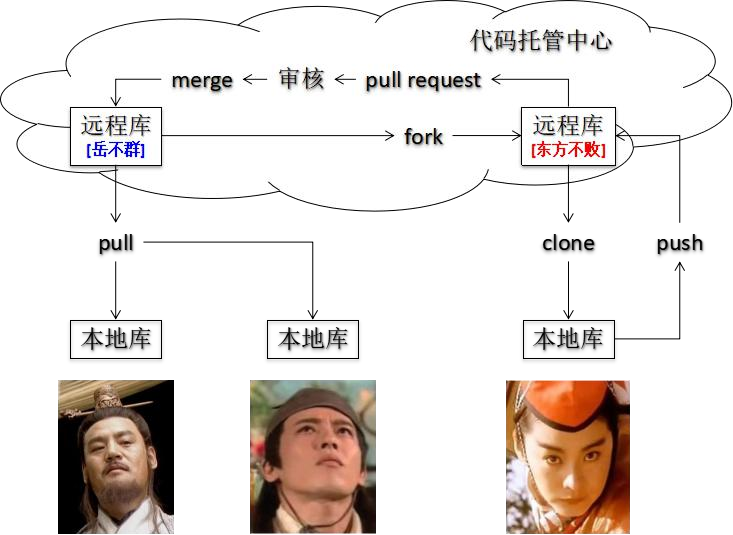 代码托管中心
merge
审核
pull request
远程库
[岳不群]
fork
远程库
[东方不败]
pull
clone
push
本地库
本地库
本地库